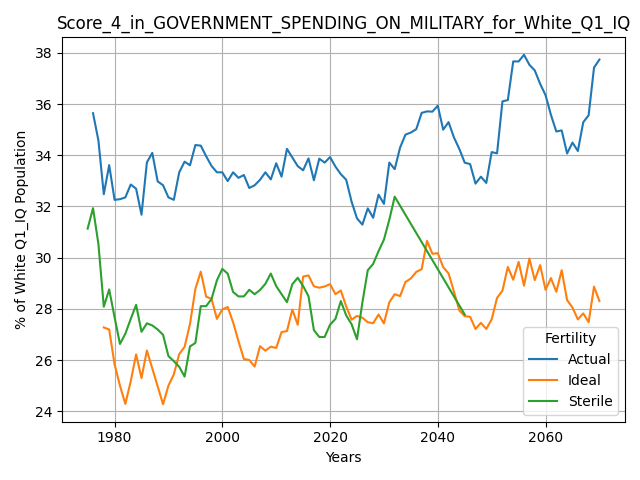 Score_4_in_GOVERNMENT_SPENDING_ON_MILITARY_for_White_Q1_IQ
% of White Q1_IQ Population
38
36
34
32
30
28
26
24
1980
2000
2020
2040
2060
Years
Fertility
Actual
Ideal
Sterile